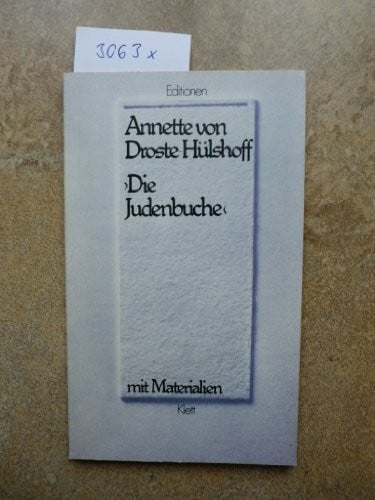 3063 x
Editionen
Annette von
Droste-Hülshoff
›Die
Judenbuche‹
mit Materialien
Klett